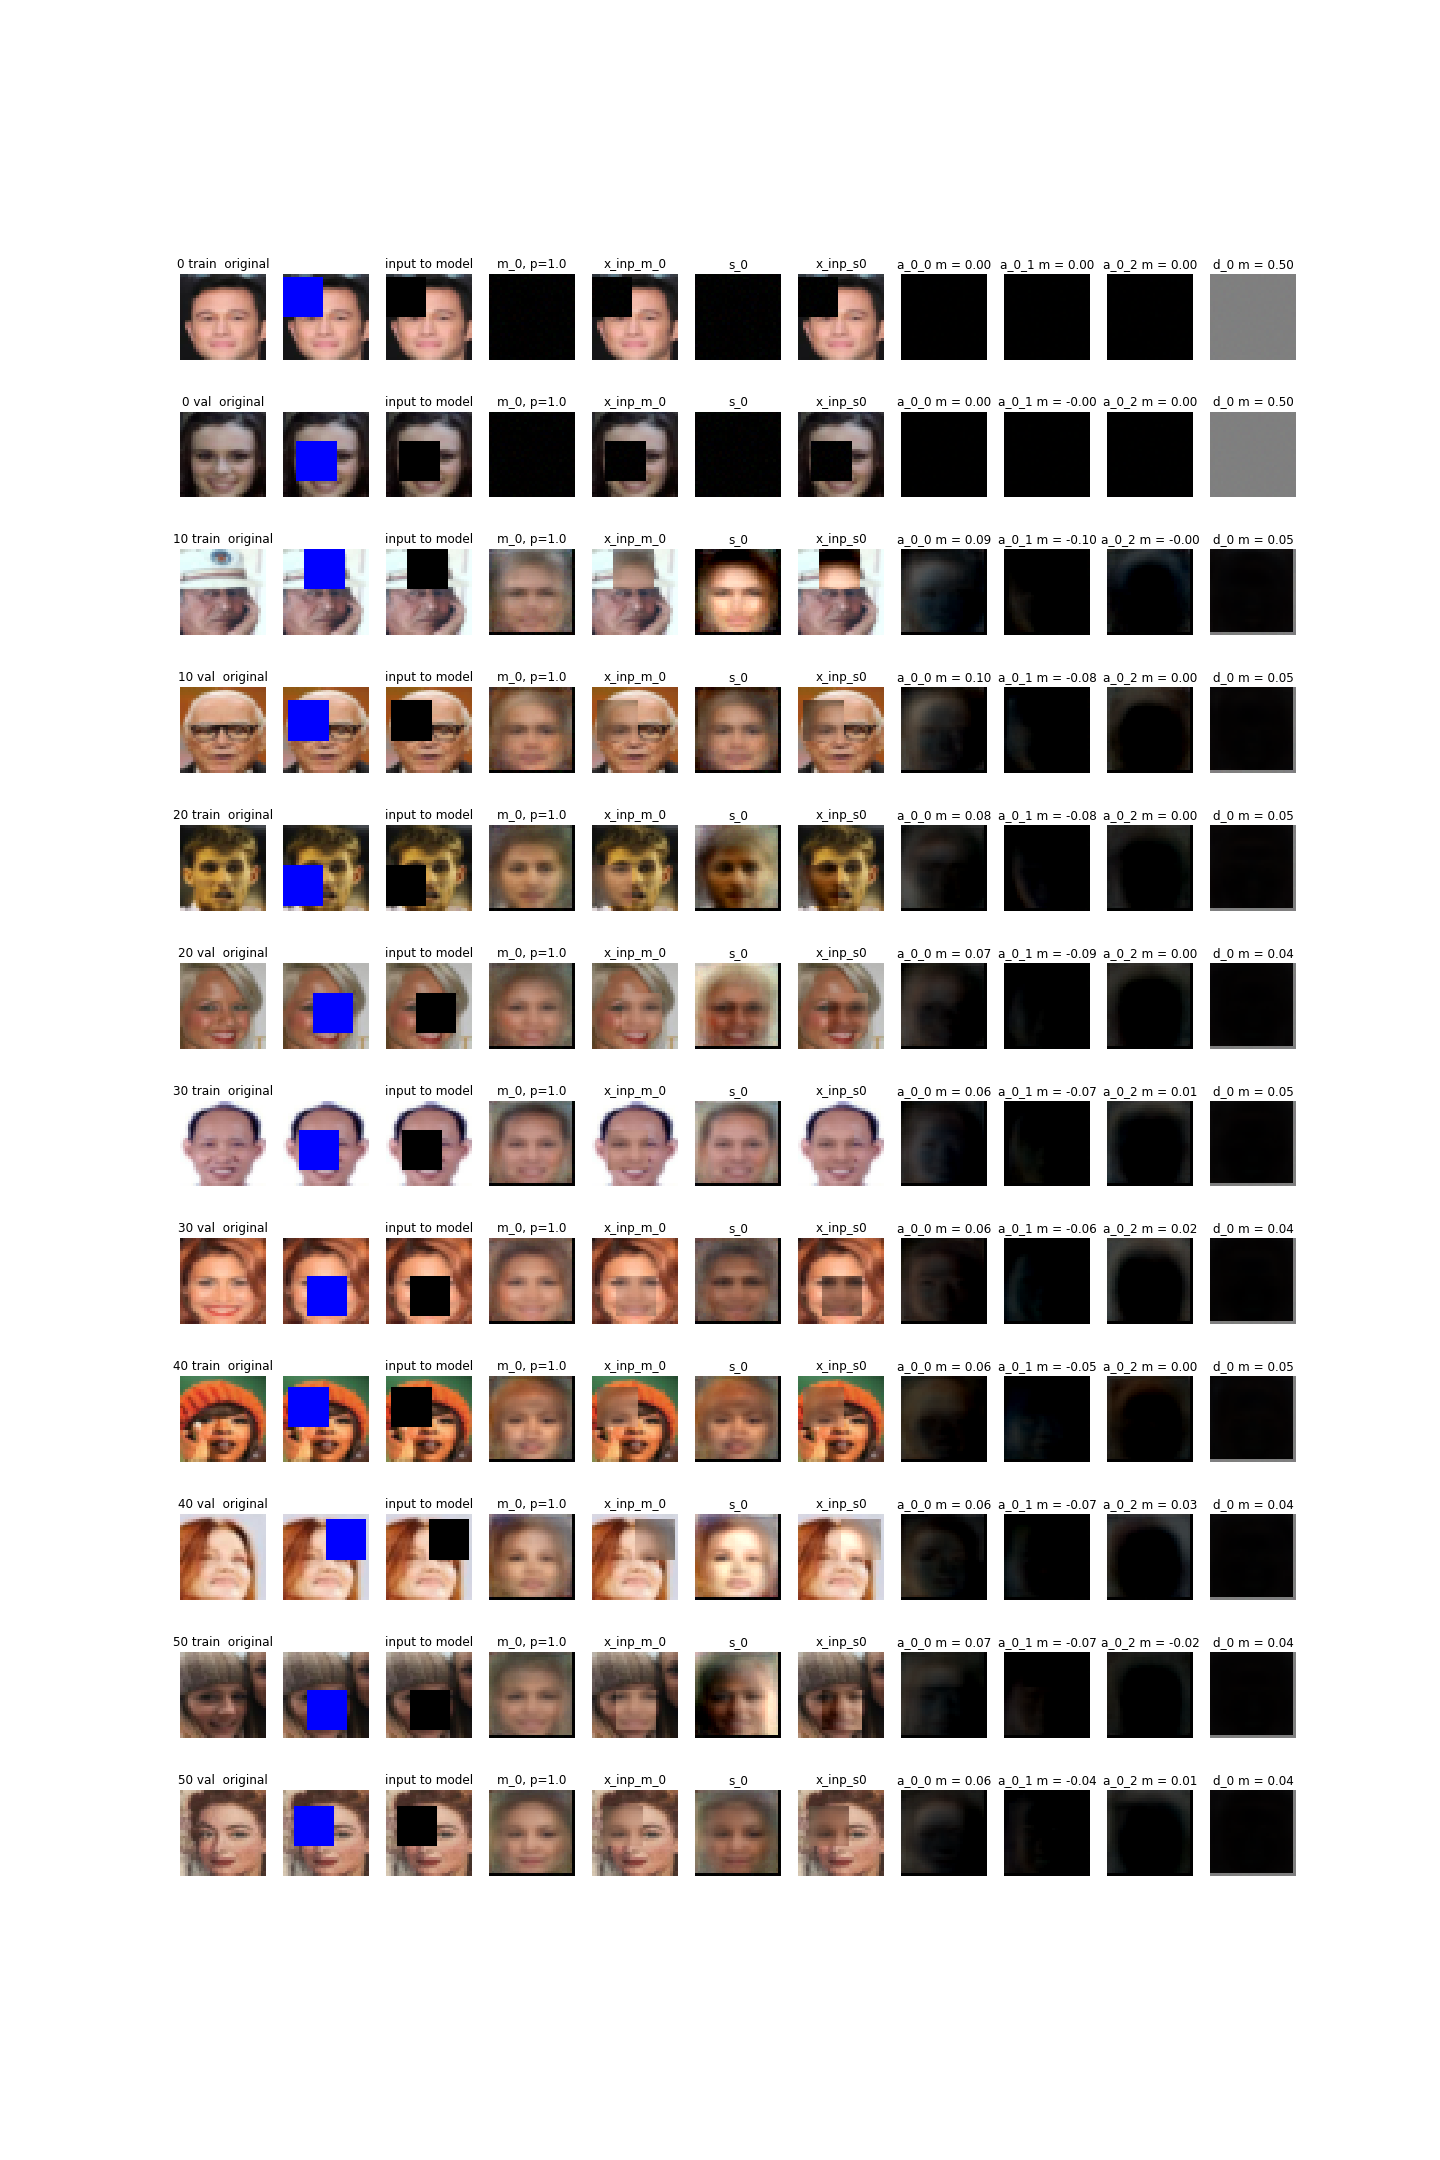 0 train  original input to model m_0, p=1.0 x_inp_m_0 s_0 x_inp_s0 a_0_0 m = 0.00 a_0_1 m = 0.00 a_0_2 m = 0.00 d_0 m = 0.50
0 val  original input to model m_0, p=1.0 x_inp_m_0 s_0 x_inp_s0 a_0_0 m = 0.00 a_0_1 m = -0.00 a_0_2 m = 0.00 d_0 m = 0.50
10 train  original input to model m_0, p=1.0 x_inp_m_0 s_0 x_inp_s0 a_0_0 m = 0.09 a_0_1 m = -0.10 a_0_2 m = -0.00 d_0 m = 0.05
10 val  original input to model m_0, p=1.0 x_inp_m_0 s_0 x_inp_s0 a_0_0 m = 0.10 a_0_1 m = -0.08 a_0_2 m = 0.00 d_0 m = 0.05
20 train  original input to model m_0, p=1.0 x_inp_m_0 s_0 x_inp_s0 a_0_0 m = 0.08 a_0_1 m = -0.08 a_0_2 m = 0.00 d_0 m = 0.05
20 val  original input to model m_0, p=1.0 x_inp_m_0 s_0 x_inp_s0 a_0_0 m = 0.07 a_0_1 m = -0.09 a_0_2 m = 0.00 d_0 m = 0.04
30 train  original input to model m_0, p=1.0 x_inp_m_0 s_0 x_inp_s0 a_0_0 m = 0.06 a_0_1 m = -0.07 a_0_2 m = 0.01 d_0 m = 0.05
30 val  original input to model m_0, p=1.0 x_inp_m_0 s_0 x_inp_s0 a_0_0 m = 0.06 a_0_1 m = -0.06 a_0_2 m = 0.02 d_0 m = 0.04
40 train  original input to model m_0, p=1.0 x_inp_m_0 s_0 x_inp_s0 a_0_0 m = 0.06 a_0_1 m = -0.05 a_0_2 m = 0.00 d_0 m = 0.05
40 val  original input to model m_0, p=1.0 x_inp_m_0 s_0 x_inp_s0 a_0_0 m = 0.06 a_0_1 m = -0.07 a_0_2 m = 0.03 d_0 m = 0.04
50 train  original input to model m_0, p=1.0 x_inp_m_0 s_0 x_inp_s0 a_0_0 m = 0.07 a_0_1 m = -0.07 a_0_2 m = -0.02 d_0 m = 0.04
50 val  original input to model m_0, p=1.0 x_inp_m_0 s_0 x_inp_s0 a_0_0 m = 0.06 a_0_1 m = -0.04 a_0_2 m = 0.01 d_0 m = 0.04